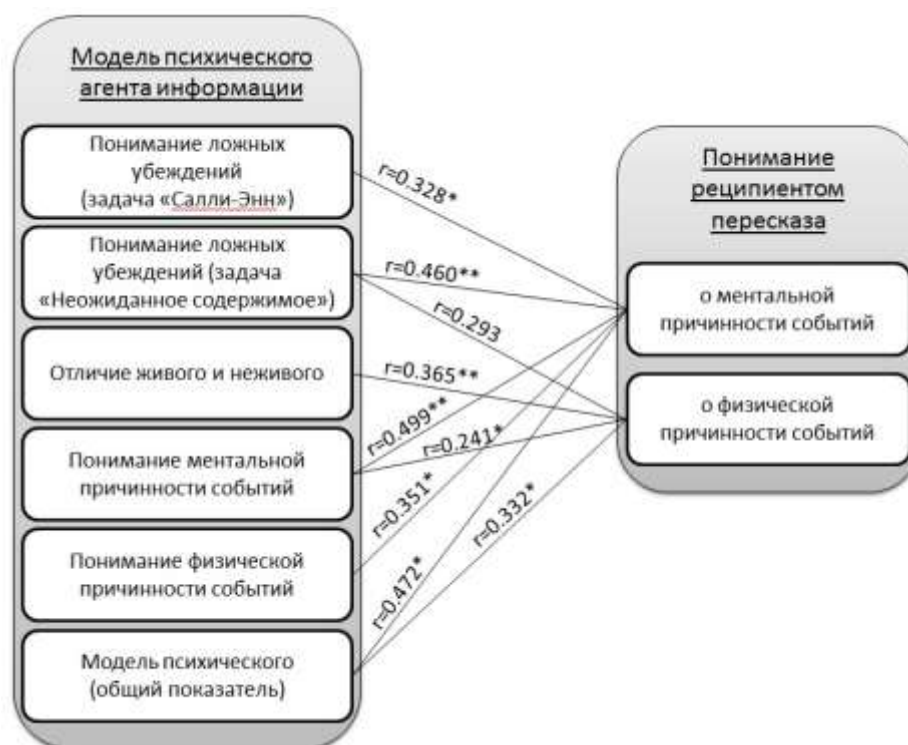 Модель психического
агента информации
Понимание ложных
убеждений
(задача «Салли-Энн»)
Понимание ложных
убеждений (задача
«Неожиданное содержимое»)
Отличие живого и неживого
Понимание ментальной
причинности событий
Понимание физической
причинности событий
Модель психического
(общий показатель)
r=0.328*
r=0.460**
r=0.293
r=0.365**
r=0.499**
r=0.241*
r=0.351*
r=0.332*
r=0.472*
Понимание
реципиентом
пересказа
о ментальной
причинности событий
о физической
причинности событий